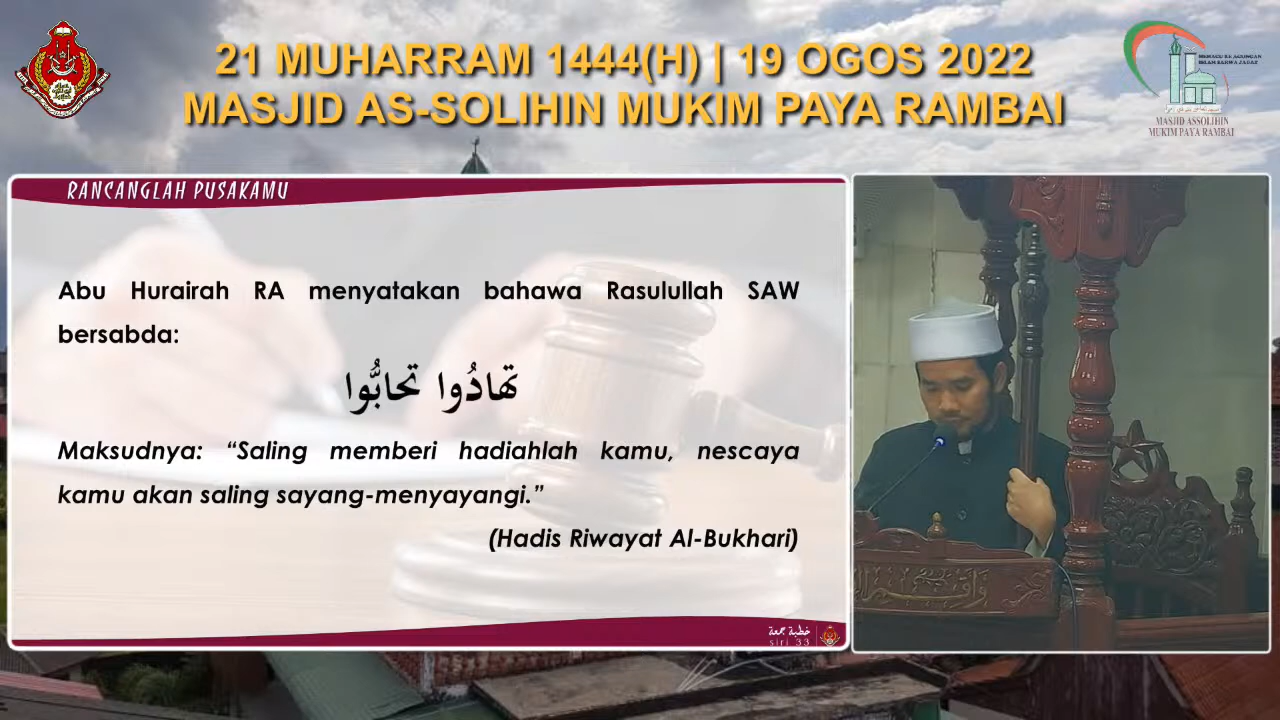 21 MUHARRAM 1444(H) | 19 OGOS 2022
MASJID AS-SOLIHIN MUKIM PAYA RAMBAI
MASJID ASSOLIHIN
MUKIM PAYA RAMBAI
RANCANGLAH PUSAKAMU
Abu Hurairah RA menyatakan bahawa Rasulullah SAW
bersabda:
تَهَادُوا تَحَابُّوا
Maksudnya: “Saling memberi hadiahlah kamu, nescaya
kamu akan saling sayang-menyayangi.”
(Hadis Riwayat Al-Bukhari)
خطبة جمعة
siri 33